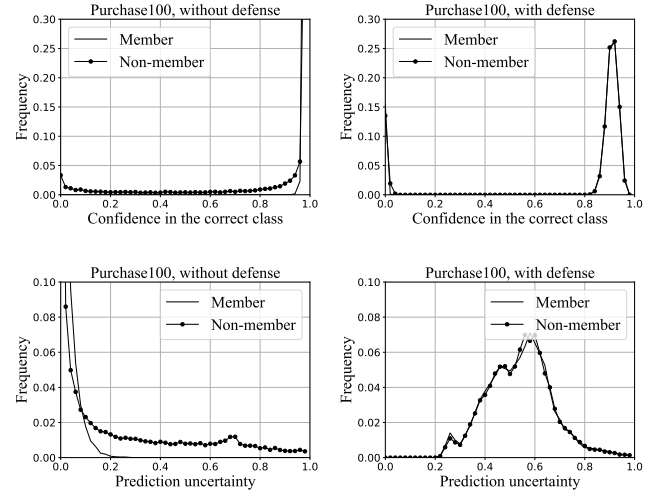 Purchase100, without defense
0.30
0.25
0.20
0.15
0.10
0.05
0.00
Frequency
Member
Non-member
0.0 0.2 0.4 0.6 0.8 1.0
Confidence in the correct class
Purchase100, with defense
0.30
0.25
0.20
0.15
0.10
0.05
0.00
Frequency
Member
Non-member
0.0 0.2 0.4 0.6 0.8 1.0
Confidence in the correct class
Purchase100, without defense
0.10
0.08
0.06
0.04
0.02
0.00
Frequency
Member
Non-member
0.0 0.2 0.4 0.6 0.8 1.0
Prediction uncertainty
Purchase100, with defense
0.10
0.08
0.06
0.04
0.02
0.00
Frequency
Member
Non-member
0.0 0.2 0.4 0.6 0.8 1.0
Prediction uncertainty